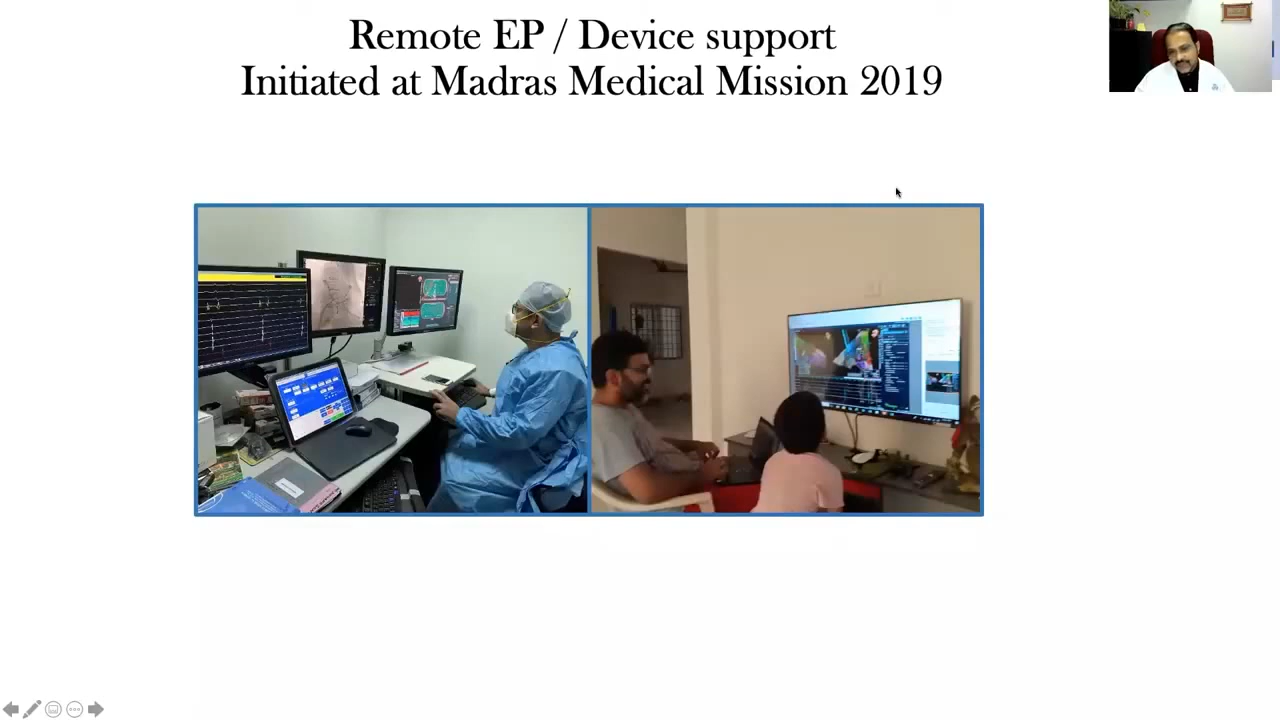 Remote EP / Device support
Initiated at Madras Medical Mission 2019